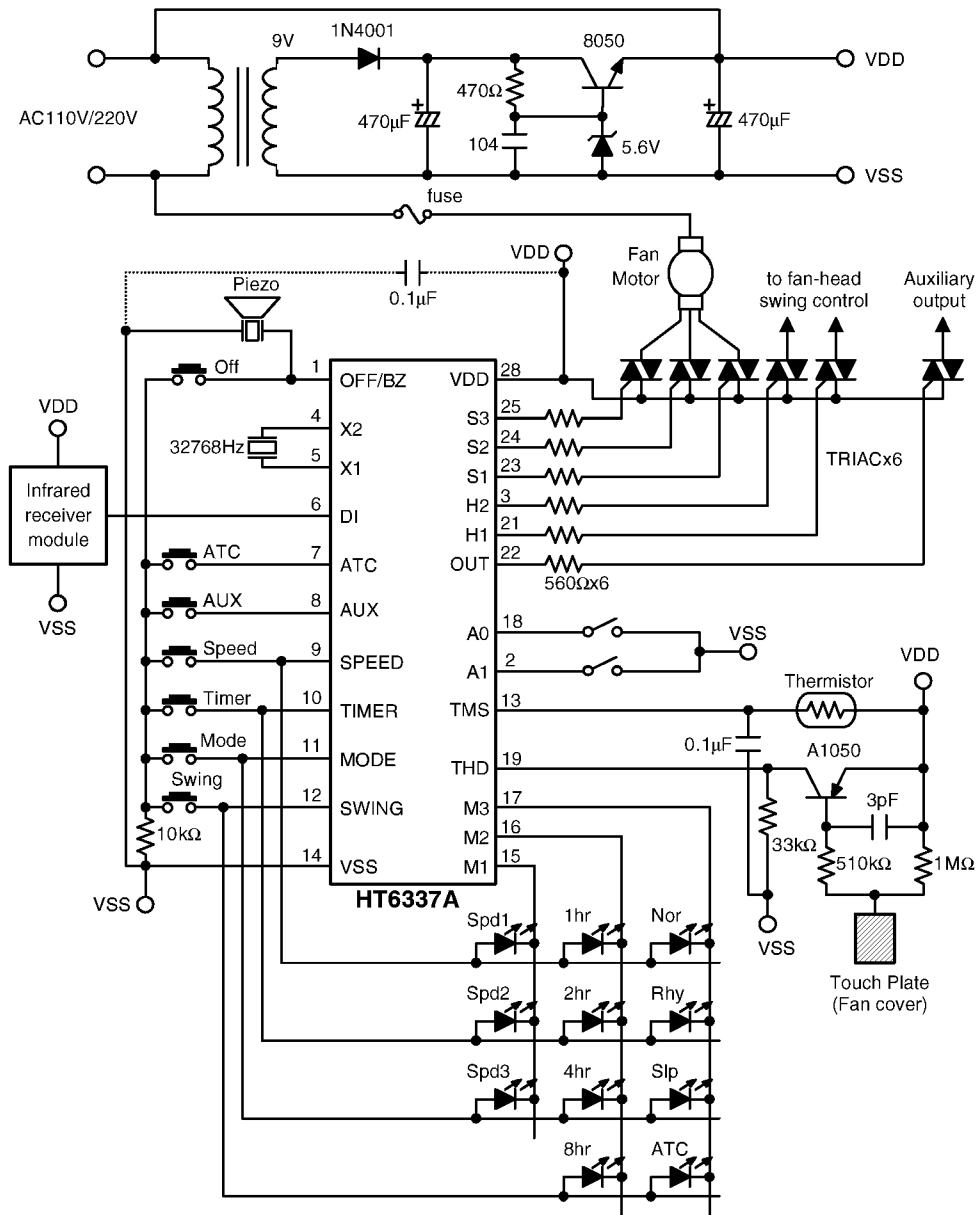 1N4001
9V
8050
VDD
AC110V/220V
+
470μF
470Ω
104
5.6V
+
470μF
VSS
fuse
VDD
0.1μF
Piezo
Fan
Motor
to fan-head
swing control
Auxiliary
output
Off
1
OFF/BZ
VDD
28
VDD
32768Hz
4
X2
5
X1
S3
25
S2
24
S1
23
TRIACx6
Infrared
receiver
module
6
DI
H2
3
H1
21
OUT
22
560Ωx6
ATC
7
ATC
VSS
AUX
8
AUX
A0
18
VSS
A1
2
Speed
9
SPEED
VDD
Timer
10
TIMER
TMS
13
Thermistor
0.1μF
Mode
11
MODE
THD
19
A1050
Swing
12
SWING
M3
17
3pF
10kΩ
M2
16
33kΩ
510kΩ
1MΩ
14
VSS
M1
15
VSS
HT6337A
VSS
Touch Plate
(Fan cover)
Spd1
1hr
Nor
Spd2
2hr
Rhy
Spd3
4hr
Slp
8hr
ATC